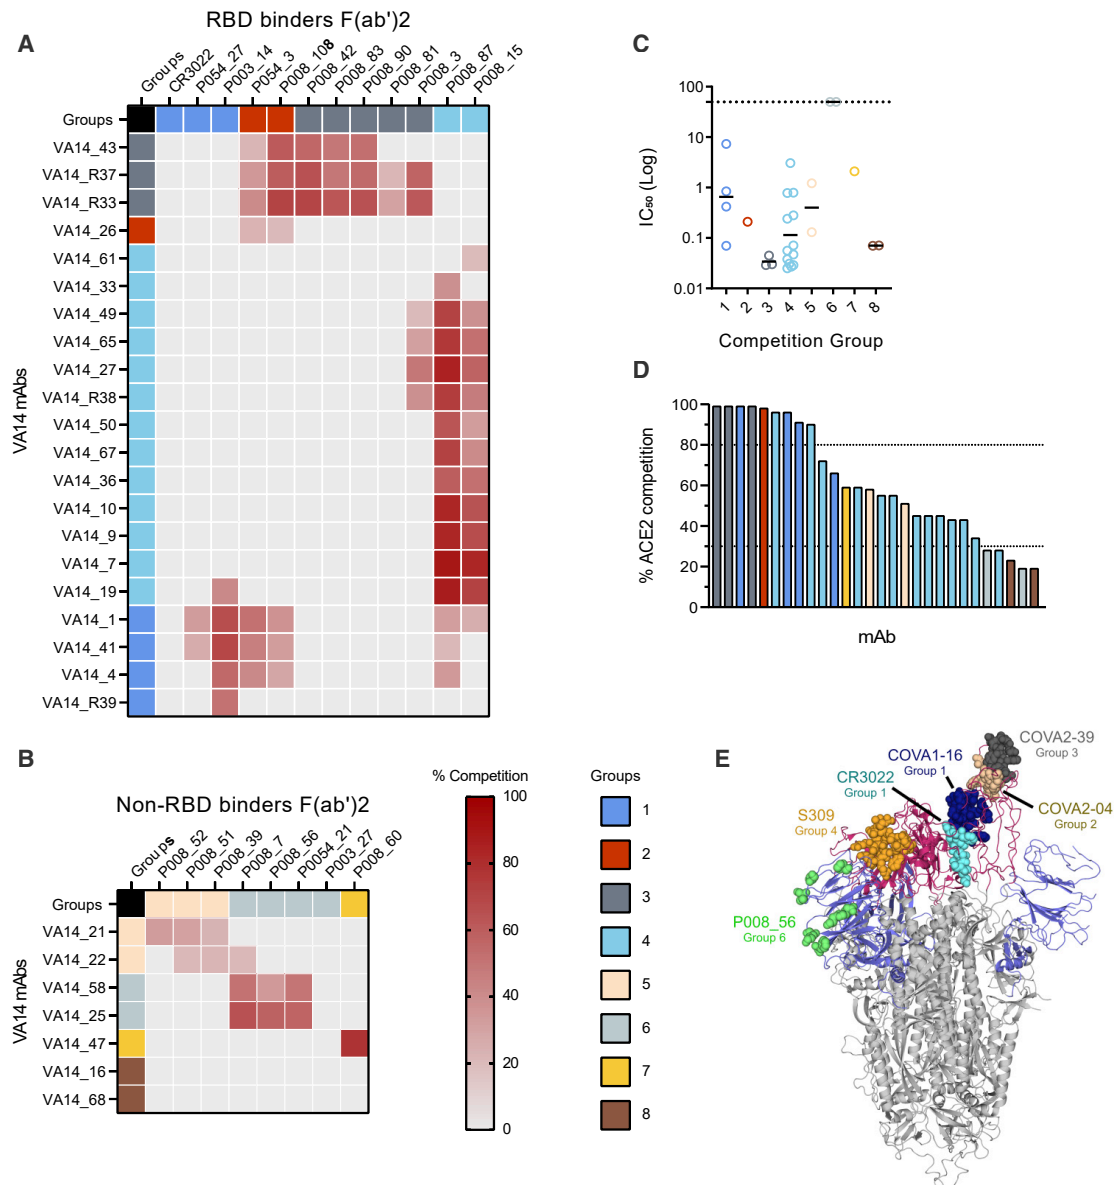 RBD binders F(ab')2
A
Groups
CR3022
P054_27
P003_14
P054_3
P008_108
P008_42
P008_83
P008_90
P008_81
P008_3
P008_87
P008_15
Groups
VA14_43
VA14_R37
VA14_R33
VA14_26
VA14_61
VA14_33
VA14_49
VA14_65
VA14_27
VA14_R38
VA14_50
VA14_67
VA14_36
VA14_10
VA14_9
VA14_7
VA14_19
VA14_1
VA14_41
VA14_4
VA14_R39
VA14 mAbs
B
Non-RBD binders F(ab')2
Groups
P008_52
P008_51
P008_39
P008_7
P008_56
P0054_21
P003_27
P008_60
Groups
VA14_21
VA14_22
VA14_58
VA14_25
VA14_47
VA14_16
VA14_68
VA14 mAbs
% Competition
100
80
60
40
20
0
Groups
1
2
3
4
5
6
7
8
C
100
10
1
0.1
0.01
IC₅₀ (Log)
1 2 3 4 5 6 7 8
Competition Group
D
100
80
60
40
20
0
% ACE2 competition
mAb
E
COVA2-39
Group 3
COVA1-16
Group 1
CR3022
Group 1
COVA2-04
Group 2
S309
Group 4
P008_56
Group 6